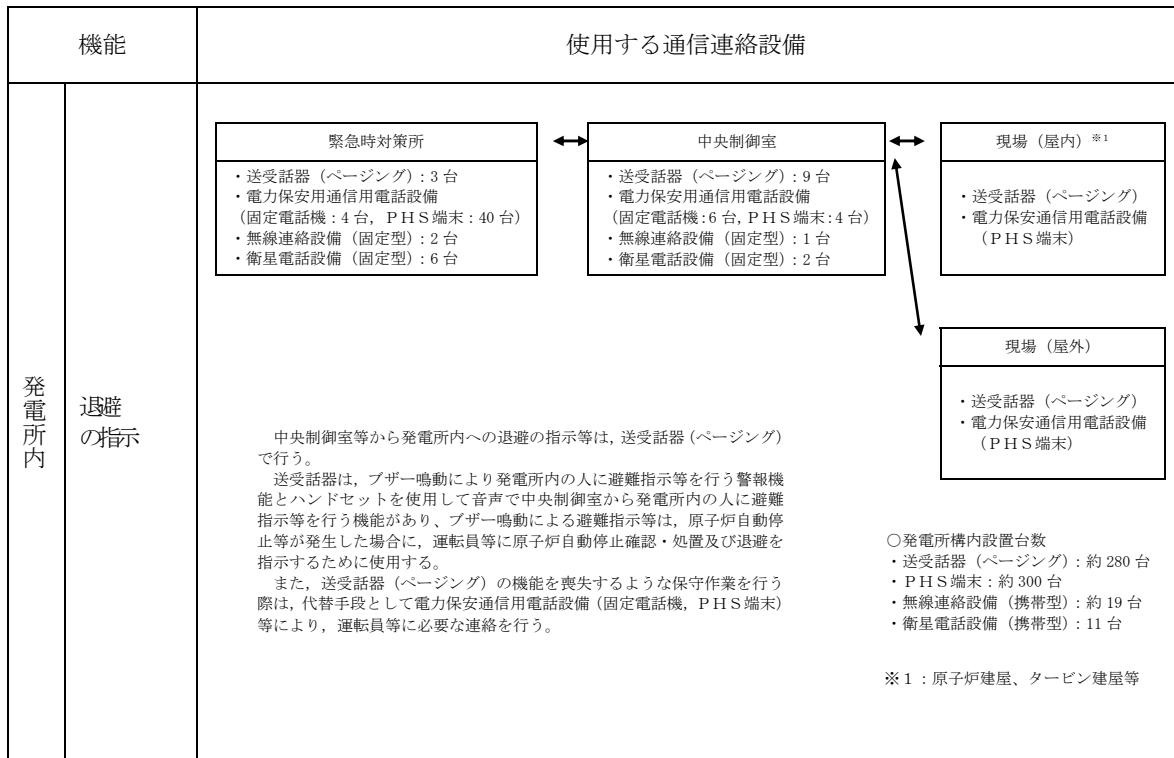 機能
使用する通信連絡設備
発電所内
退避
の指示
緊急時対策所
・送受話器（ページング）：3 台
・電力保安用通信用電話設備
（固定電話機：4 台，ＰＨＳ端末：40 台）
・無線連絡設備（固定型）：2 台
・衛星電話設備（固定型）：6 台
中央制御室
・送受話器（ページング）：9 台
・電力保安用通信用電話設備
（固定電話機：6 台，ＰＨＳ端末：4 台）
・無線連絡設備（固定型）：1 台
・衛星電話設備（固定型）：2 台
現場（屋内）※1
・送受話器（ページング）
・電力保安通信用電話設備
（ＰＨＳ端末）
現場（屋外）
・送受話器（ページング）
・電力保安通信用電話設備
（ＰＨＳ端末）
中央制御室等から発電所内への退避の指示等は，送受話器（ページング）
で行う。
送受話器は，ブザー鳴動により発電所内の人に避難指示等を行う警報機
能とハンドセットを使用して音声で中央制御室から発電所内の人に避難
指示等を行う機能があり、ブザー鳴動による避難指示等は，原子炉自動停
止等が発生した場合に，運転員等に原子炉自動停止確認・処置及び退避を
指示するために使用する。
また，送受話器（ページング）の機能を喪失するような保守作業を行う
際は，代替手段として電力保安通信用電話設備（固定電話機，ＰＨＳ端末）
等により，運転員等に必要な連絡を行う。
○発電所構内設置台数
・送受話器（ページング）：約 280 台
・ＰＨＳ端末：約 300 台
・無線連絡設備（携帯型）：約 19 台
・衛星電話設備（携帯型）：11 台
※１：原子炉建屋、タービン建屋等